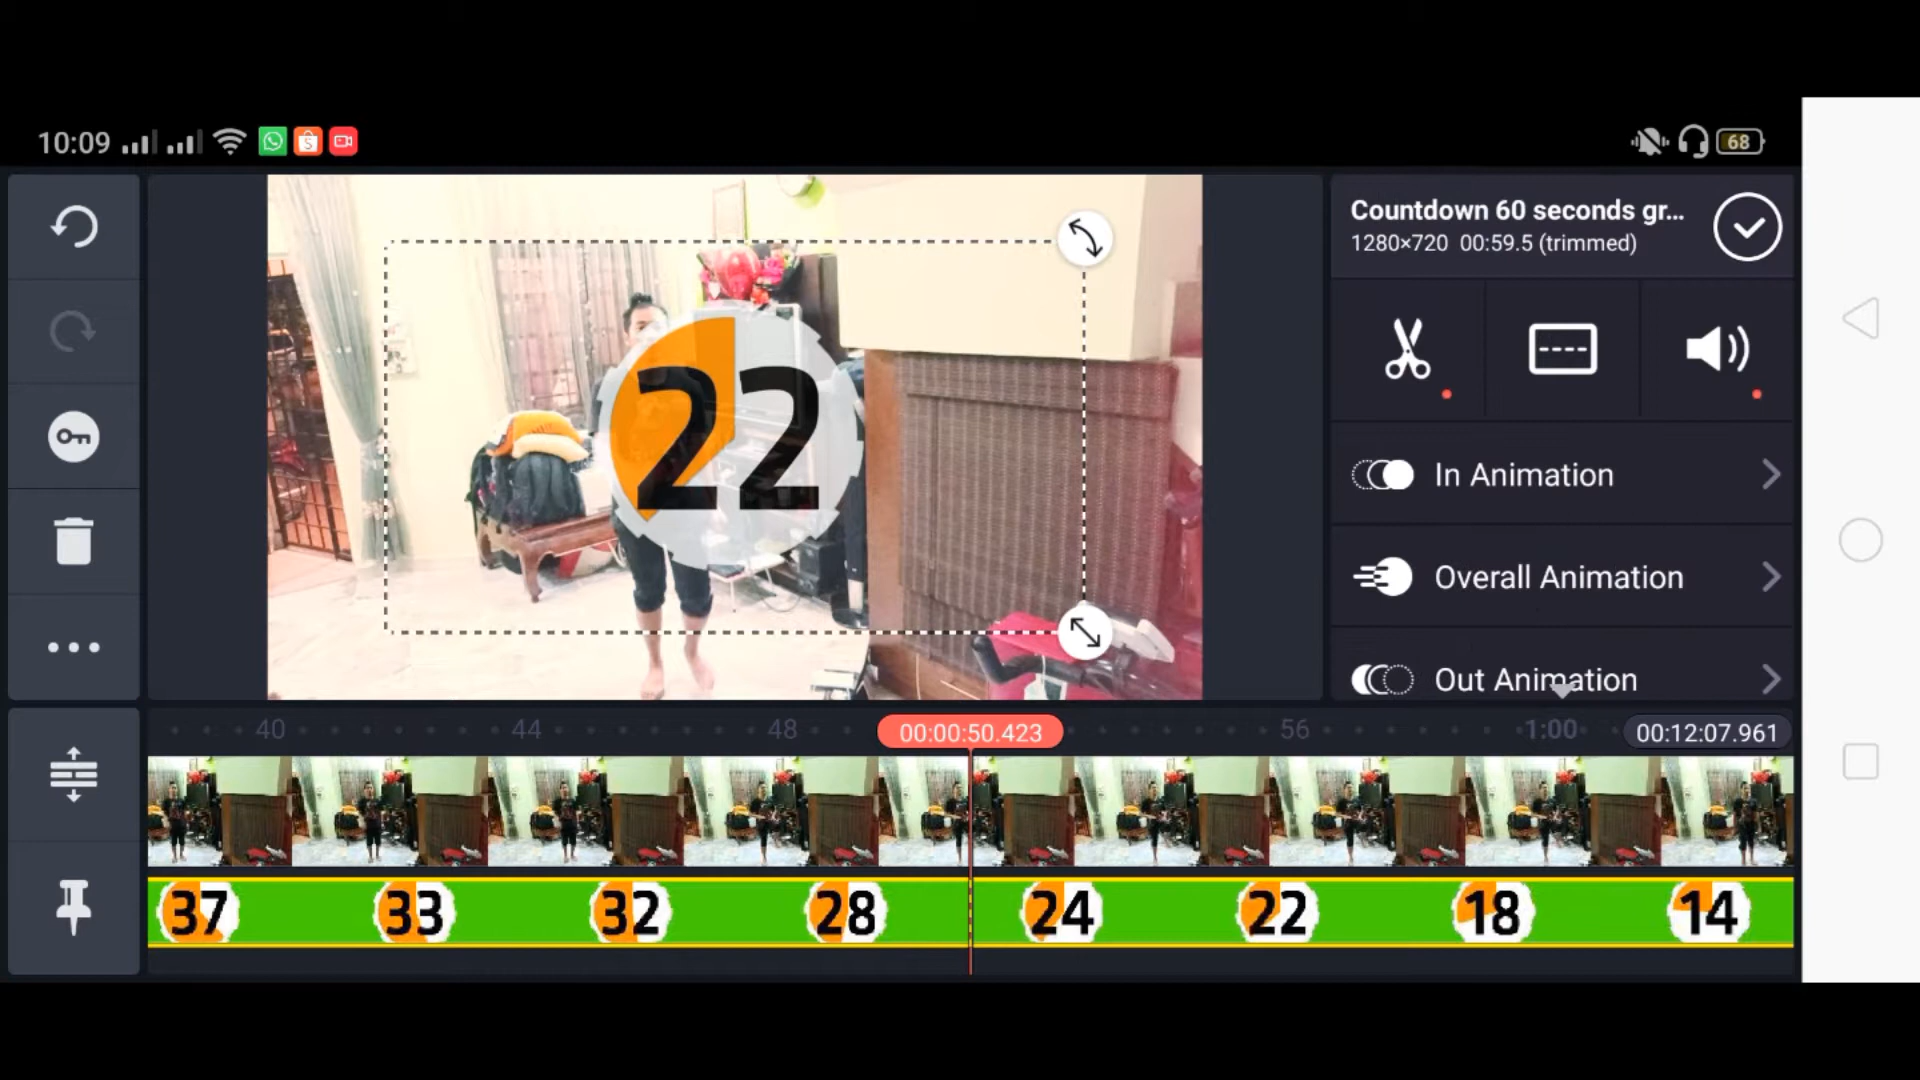 10:09
68
Countdown 60 seconds gr...
1280×720 00:59.5 (trimmed)
22
In Animation
Overall Animation
Out Animation
40 44 48 00:00:50.423 56 1:00 00:12:07.961
37 33 32 28 24 22 18 14